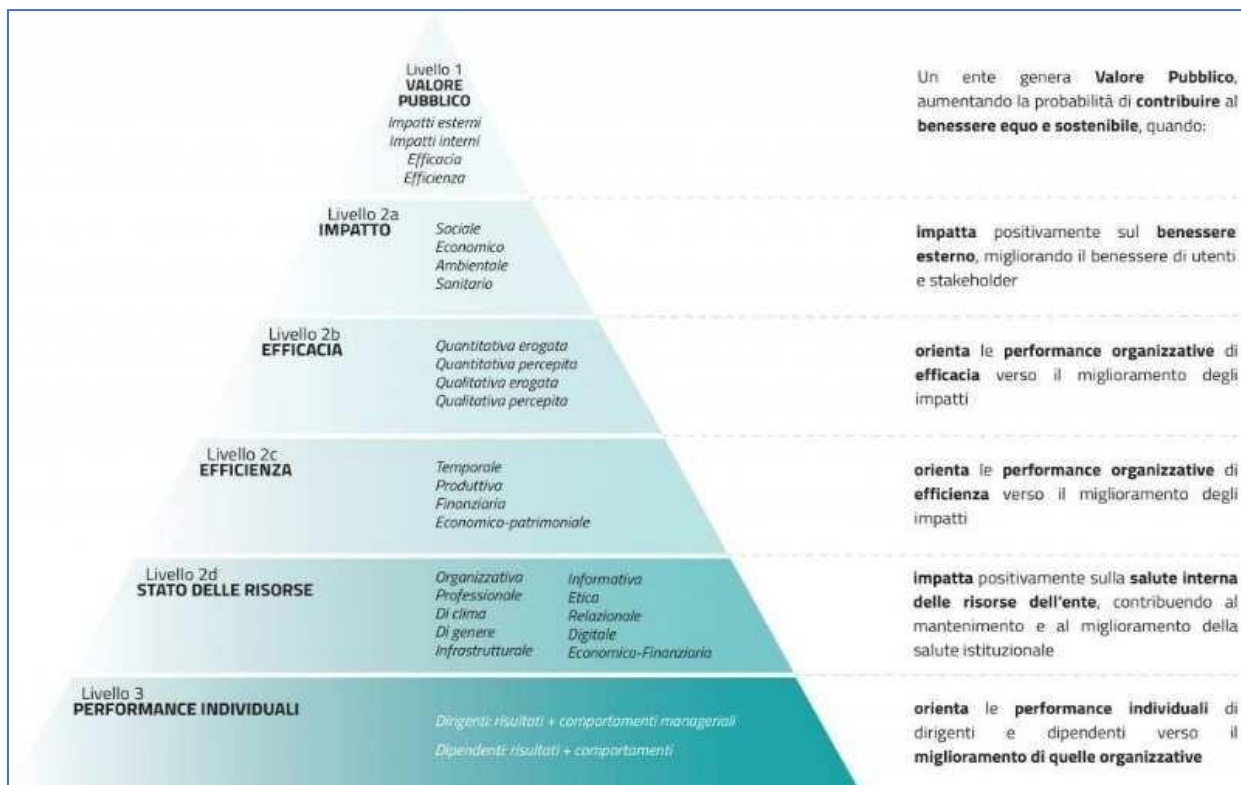 Livello 1
VALORE
PUBBLICO
Impatti esterni
Impatti interni
Efficacia
Efficienza
Un ente genera Valore Pubblico,
aumentando la probabilità di contribuire al
benessere equo e sostenibile, quando:
Livello 2a
IMPATTO
Sociale
Economico
Ambientale
Sanitario
impatta positivamente sul benessere
esterno, migliorando il benessere di utenti
e stakeholder
Livello 2b
EFFICACIA
Quantitativa erogata
Quantitativa percepita
Qualitativa erogata
Qualitativa percepita
orienta le performance organizzative di
efficacia verso il miglioramento degli
impatti
Livello 2c
EFFICIENZA
Temporale
Produttiva
Finanziaria
Economico-patrimoniale
orienta le performance organizzative di
efficienza verso il miglioramento degli
impatti
Livello 2d
STATO DELLE RISORSE
Organizzativa
Professionale
Di clima
Di genere
Infrastrutturale
Informativa
Etica
Relazionale
Digitale
Economico-Finanziaria
impatta positivamente sulla salute interna
delle risorse dell'ente, contribuendo al
mantenimento e al miglioramento della
salute istituzionale
Livello 3
PERFORMANCE INDIVIDUALI
Dirigenti: risultati + comportamenti manageriali
Dipendenti: risultati + comportamenti
orienta le performance individuali di
dirigenti e dipendenti verso il
miglioramento di quelle organizzative